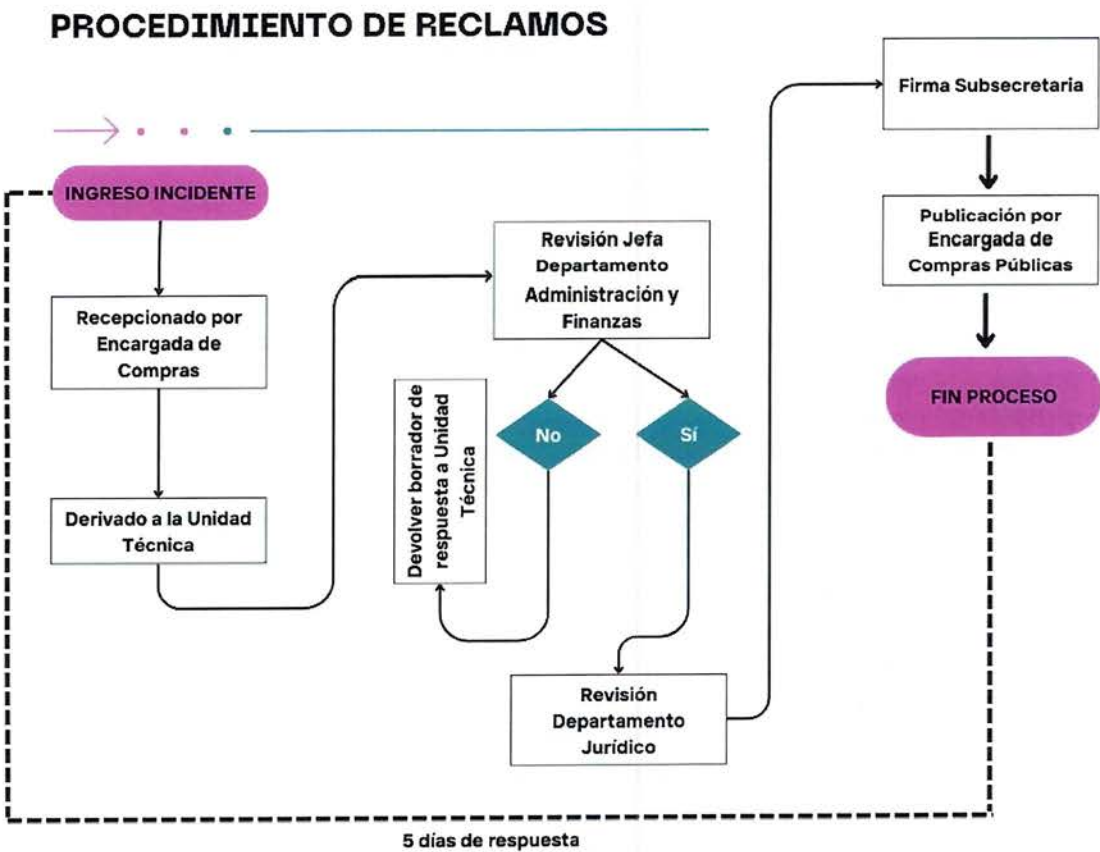 PROCEDIMIENTO DE RECLAMOS
INGRESO INCIDENTE
Recepcionado por
Encargada de
Compras
Derivado a la Unidad
Técnica
Revisión Jefa
Departamento
Administración y
Finanzas
No
Sí
Devolver borrador de
respuesta a Unidad
Técnica
Revisión
Departamento
Jurídico
Firma Subsecretaria
Publicación por
Encargada de
Compras Públicas
FIN PROCESO
5 días de respuesta